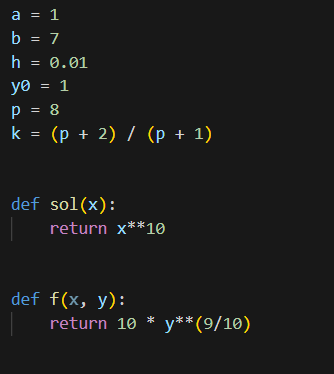 a = 1
b = 7
h = 0.01
y0 = 1
p = 8
k = (p + 2) / (p + 1)
def sol(x):
    return x**10
def f(x, y):
    return 10 * y**(9/10)